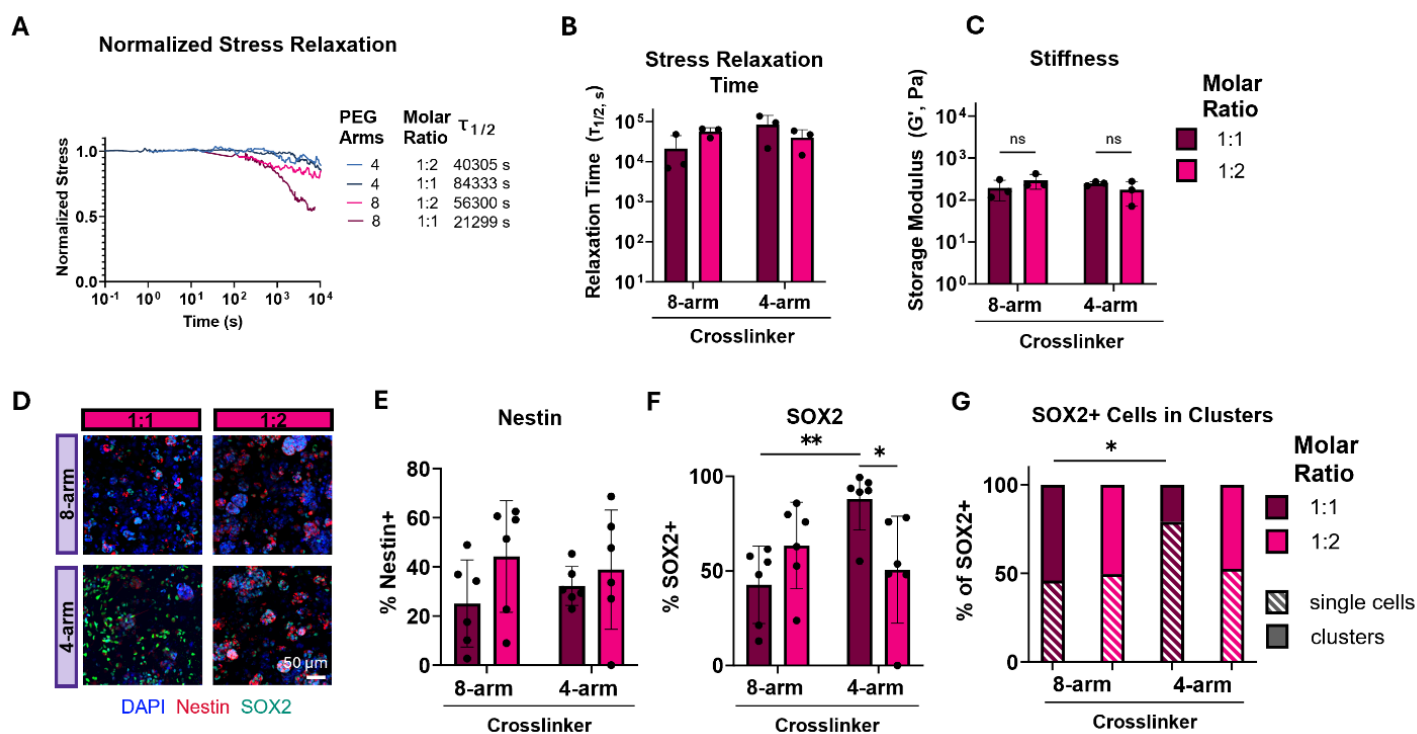 A
Normalized Stress Relaxation
Normalized Stress
1.0
0.5
0.0
10-1 100 101 102 103 104
Time (s)
PEG Arms Molar Ratio τ1/2
4 1:2 40305 s
4 1:1 84333 s
8 1:2 56300 s
8 1:1 21299 s
B
Stress Relaxation
Time
Relaxation Time (τ1/2, s)
105
104
103
102
101
8-arm 4-arm
Crosslinker
C
Stiffness
Storage Modulus (G', Pa)
104
103
102
101
100
ns ns
8-arm 4-arm
Crosslinker
Molar
Ratio
1:1
1:2
D
1:1 1:2
8-arm
4-arm
50 µm
DAPI Nestin SOX2
E
Nestin
% Nestin+
80
60
40
20
0
8-arm 4-arm
Crosslinker
F
SOX2
% SOX2+
** *
100
50
0
8-arm 4-arm
Crosslinker
G
SOX2+ Cells in Clusters
% of SOX2+
*
100
50
0
8-arm 4-arm
Crosslinker
Molar
Ratio
1:1
1:2
single cells
clusters